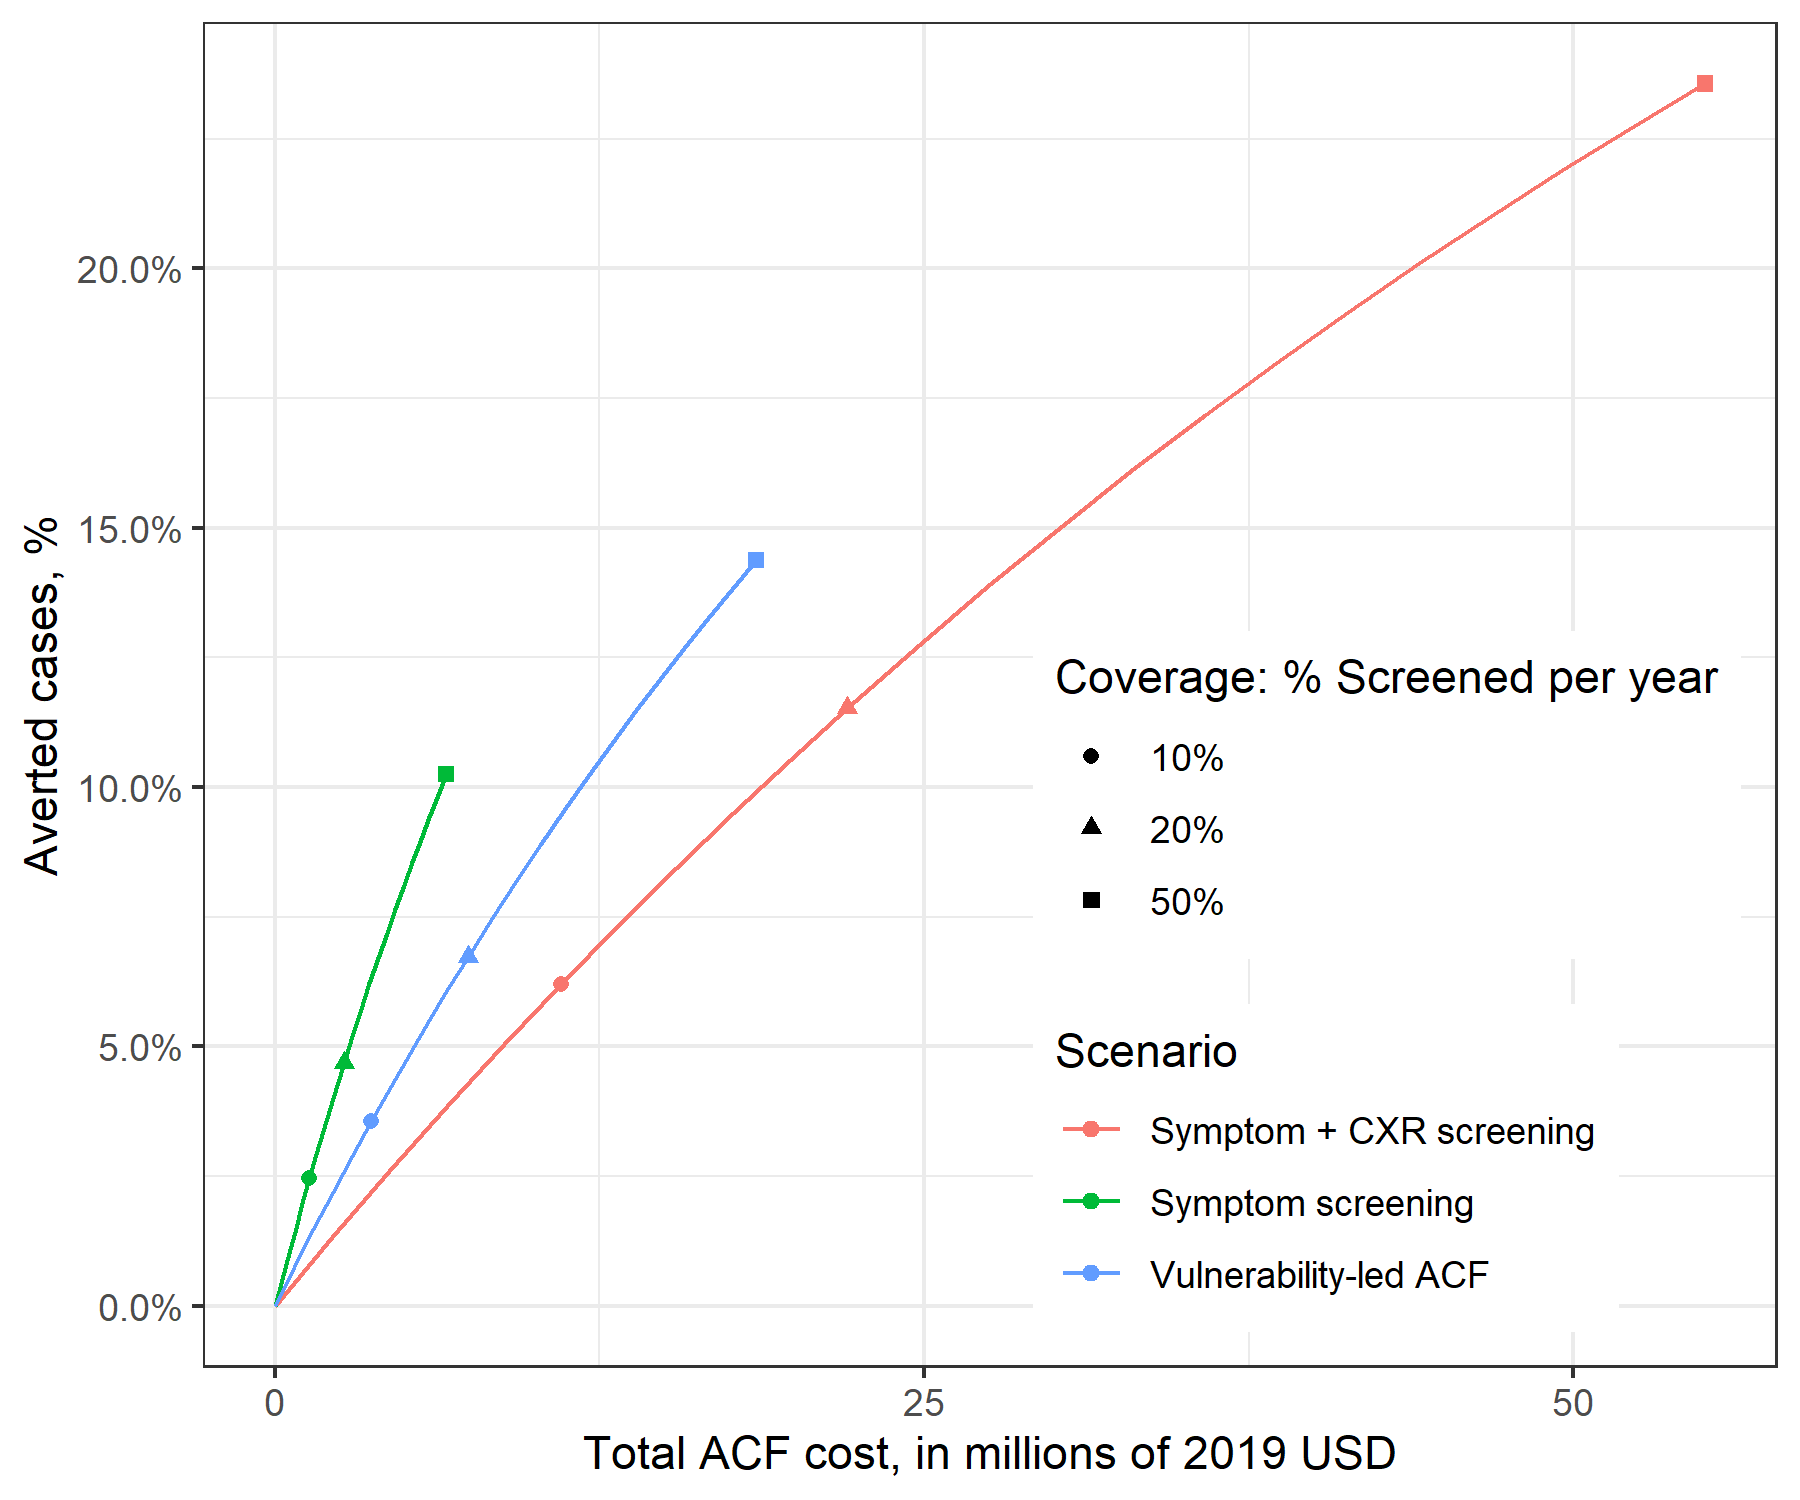 Averted cases, %
20.0%
15.0%
10.0%
5.0%
0.0%
Coverage: % Screened per year
10%
20%
50%
Scenario
Symptom + CXR screening
Symptom screening
Vulnerability-led ACF
0
25
50
Total ACF cost, in millions of 2019 USD